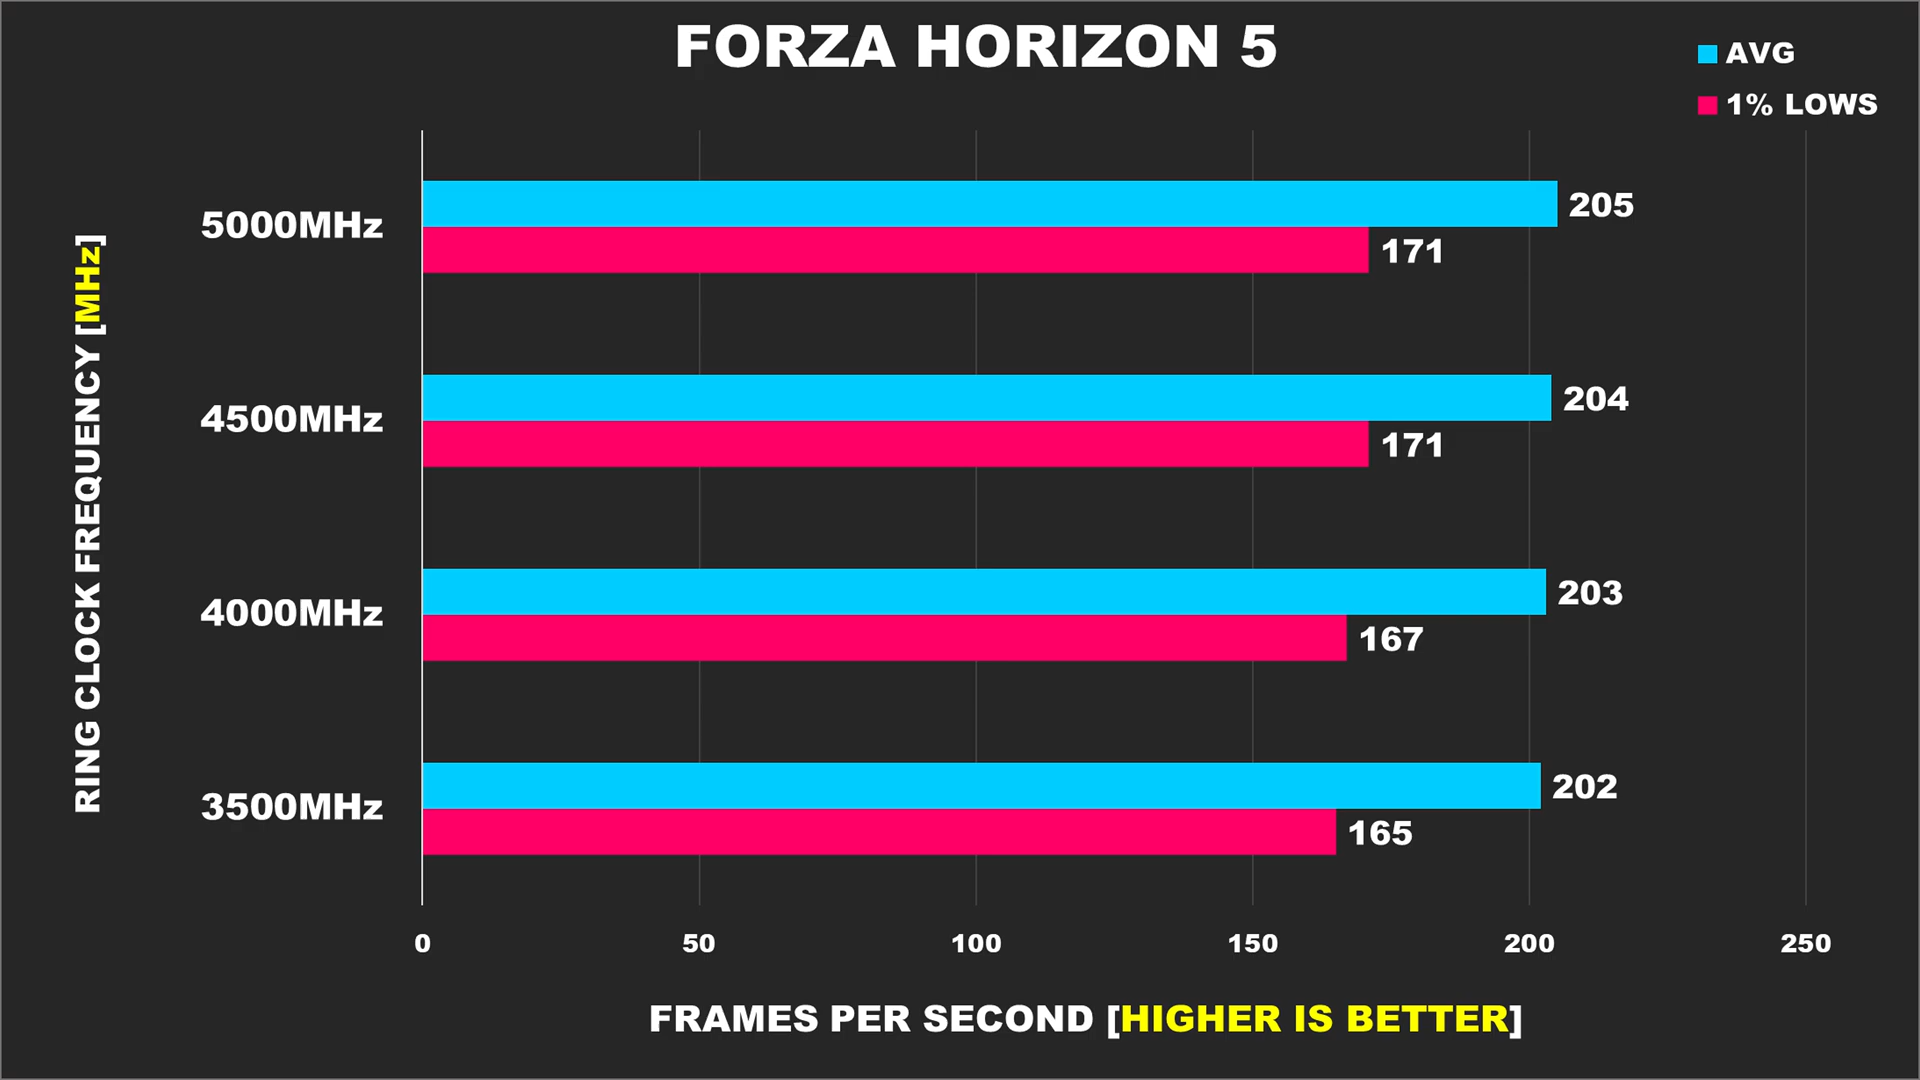 FORZA HORIZON 5
AVG
1% LOWS
RING CLOCK FREQUENCY [MHz]
5000MHz
205
171
4500MHz
204
171
4000MHz
203
167
3500MHz
202
165
0 50 100 150 200 250
FRAMES PER SECOND [HIGHER IS BETTER]